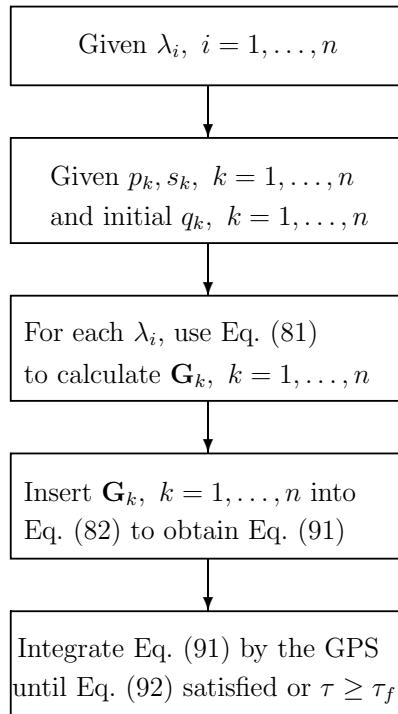 Given λ_i, i = 1, . . . , n
Given p_k, s_k, k = 1, . . . , n
and initial q_k, k = 1, . . . , n
For each λ_i, use Eq. (81)
to calculate G_k, k = 1, . . . , n
Insert G_k, k = 1, . . . , n into
Eq. (82) to obtain Eq. (91)
Integrate Eq. (91) by the GPS
until Eq. (92) satisfied or τ ≥ τ_f